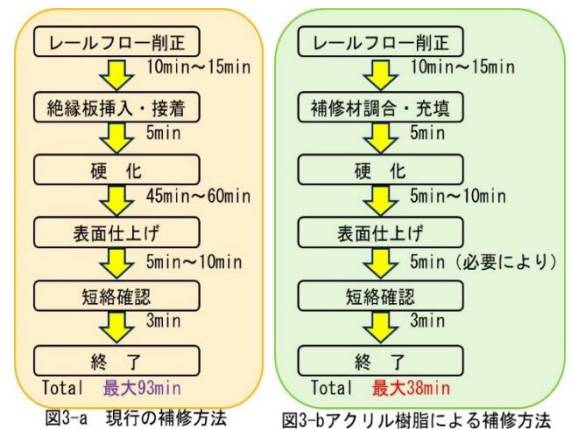 レールフロー削正
10min～15min
絶縁板挿入・接着
5min
硬 化
45min～60min
表面仕上げ
5min～10min
短絡確認
3min
終 了
Total 最大93min
図3-a 現行の補修方法
レールフロー削正
10min～15min
補修材調合・充填
5min
硬 化
5min～10min
表面仕上げ
5min（必要により）
短絡確認
3min
終 了
Total 最大38min
図3-bアクリル樹脂による補修方法